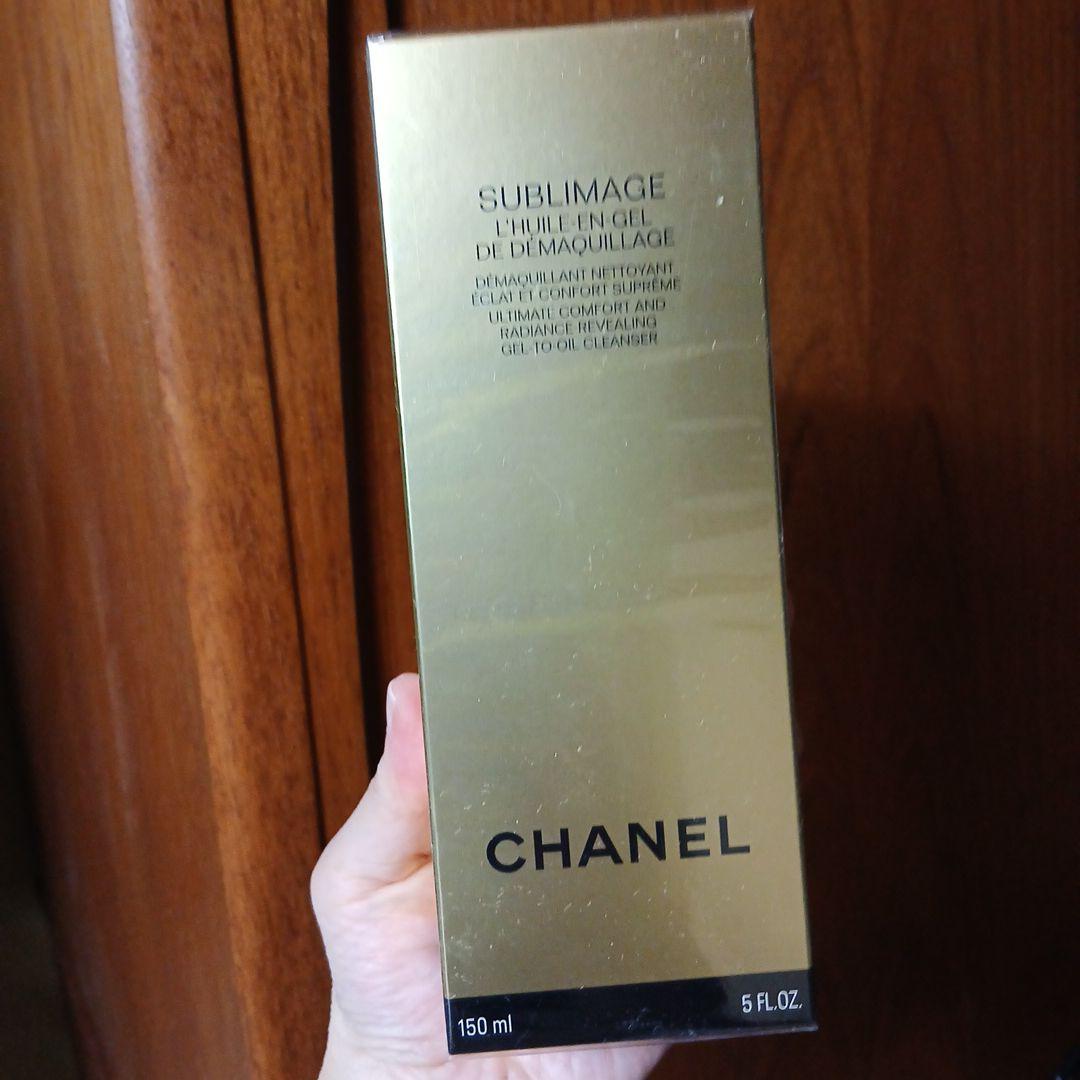 SUBLIMAGE
L'HUILE-EN-GEL
DE DÉMAQUILLAGE
DÉMAQUILLANT NETTOYANT
ÉCLAT ET CONFORT SUPRÊME
ULTIMATE COMFORT AND
RADIANCE REVEALING
GEL-TO-OIL CLEANSER
CHANEL
150 ml
5 FL.OZ.